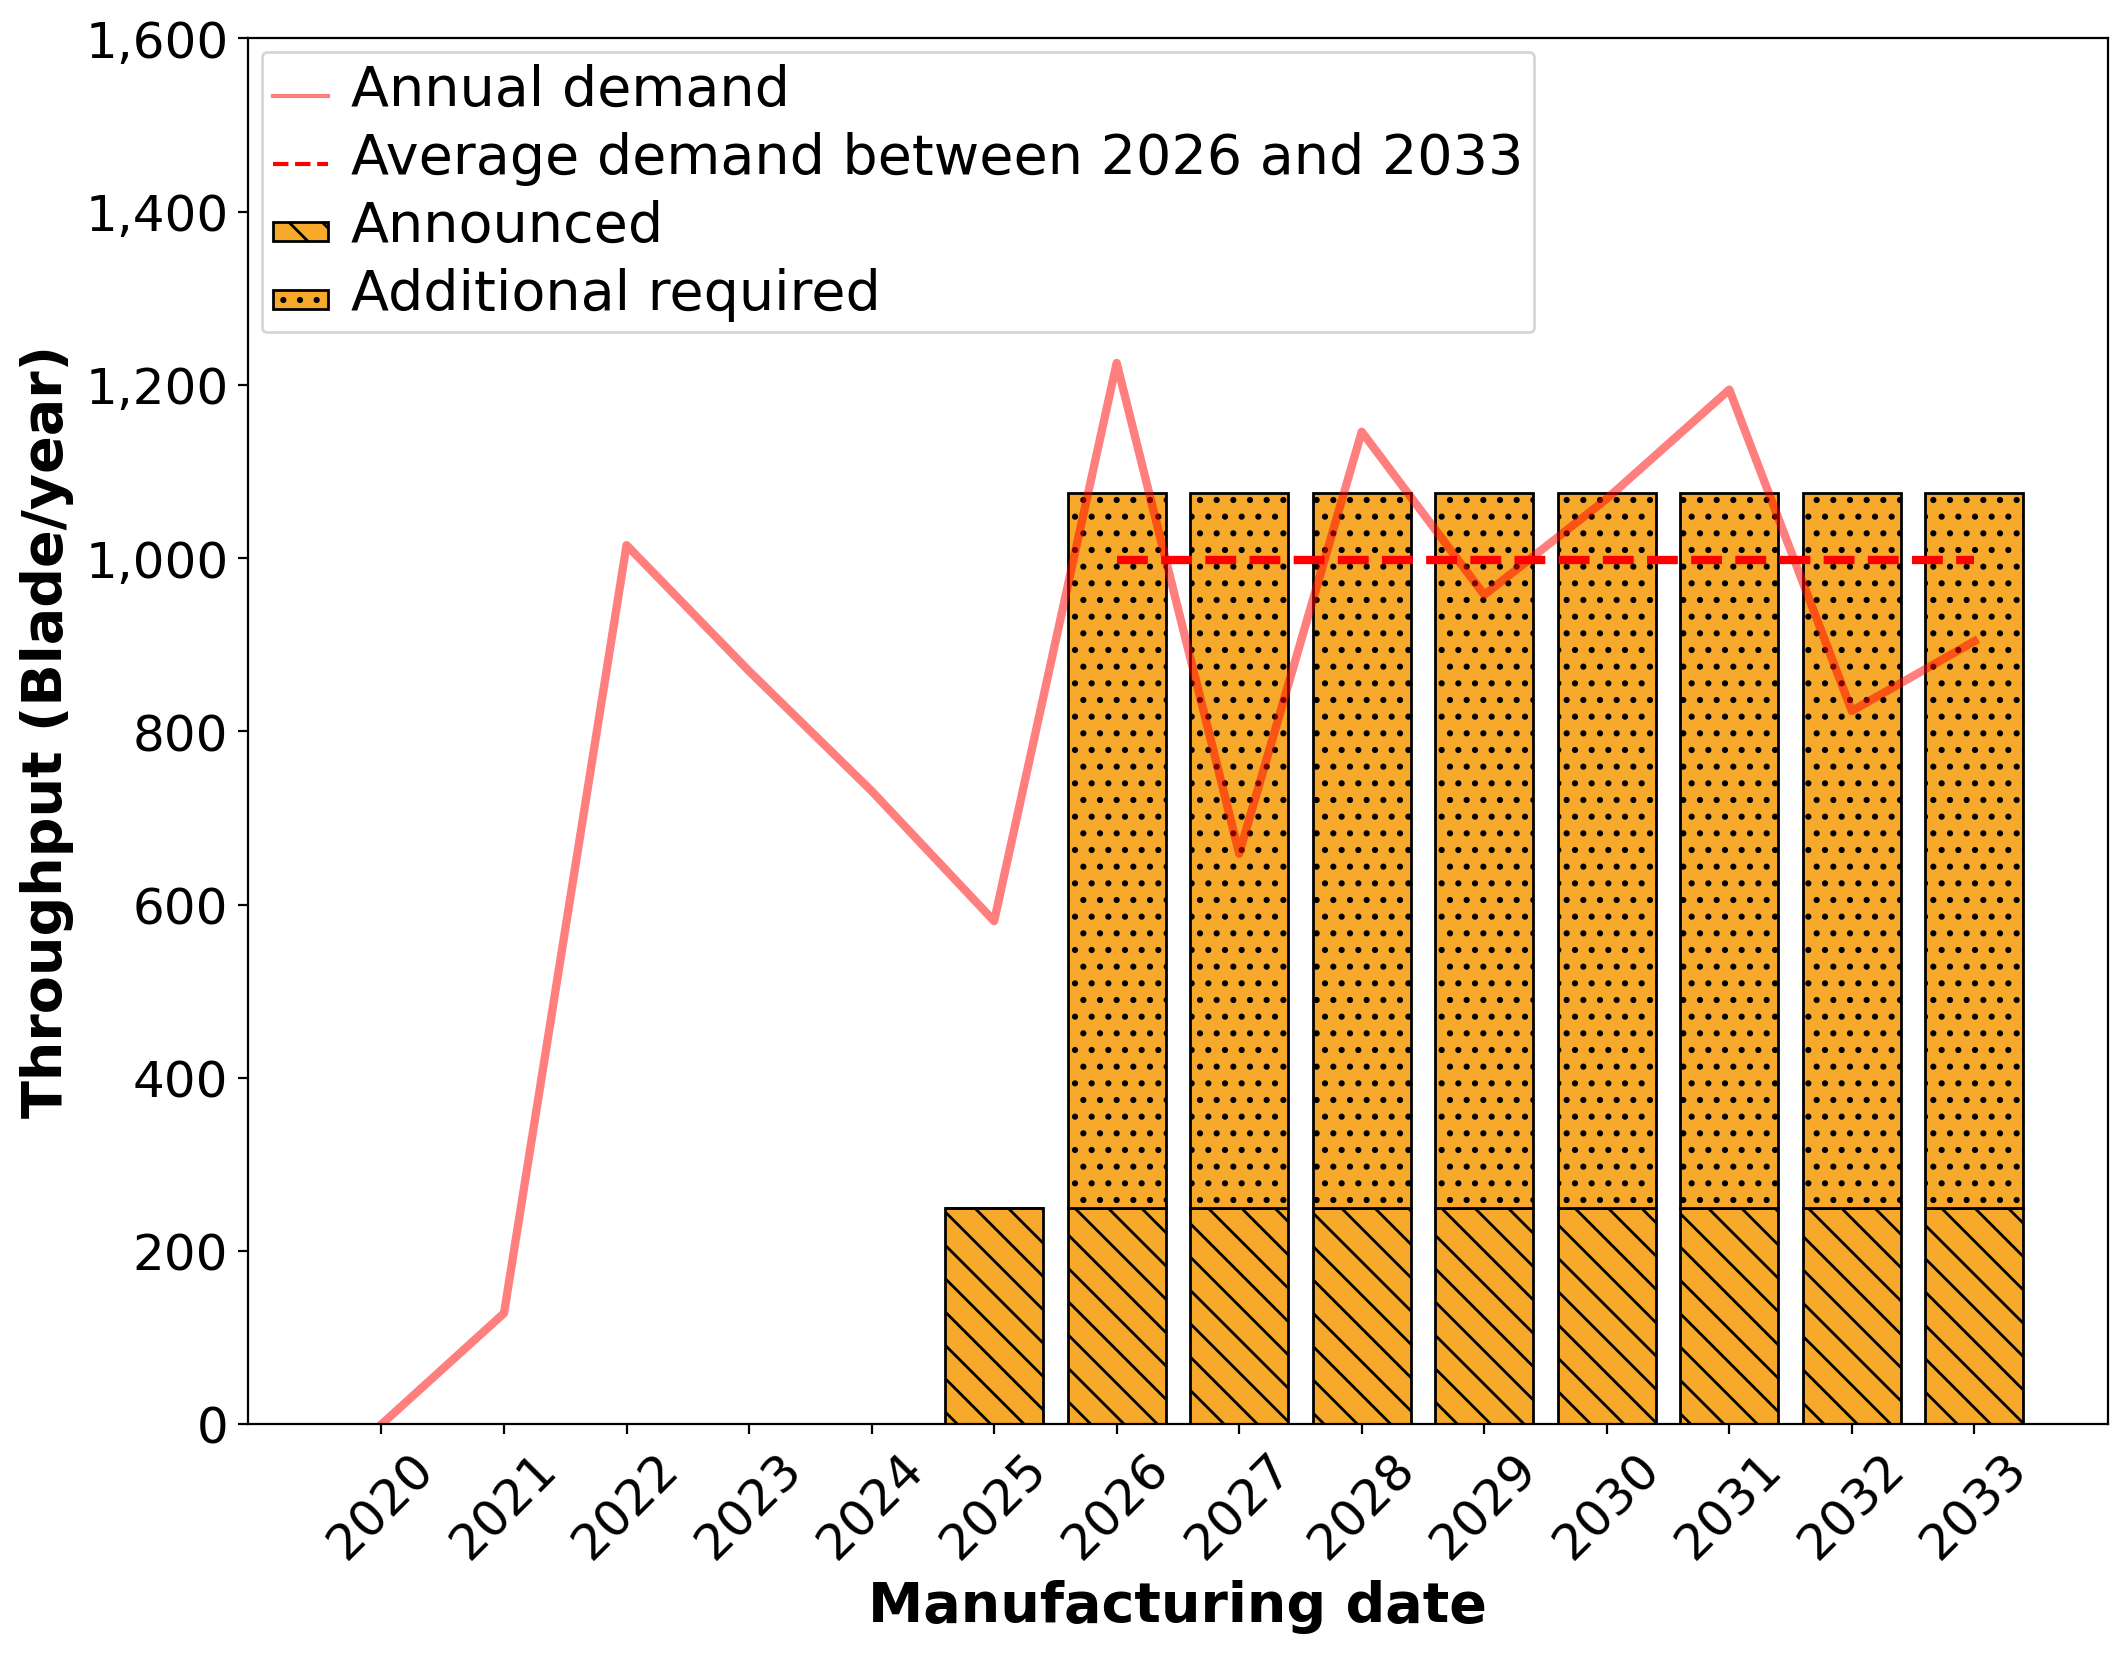 Annual demand
Average demand between 2026 and 2033
Announced
Additional required
Throughput (Blade/year)
1,600
1,400
1,200
1,000
800
600
400
200
0
2020 2021 2022 2023 2024 2025 2026 2027 2028 2029 2030 2031 2032 2033
Manufacturing date